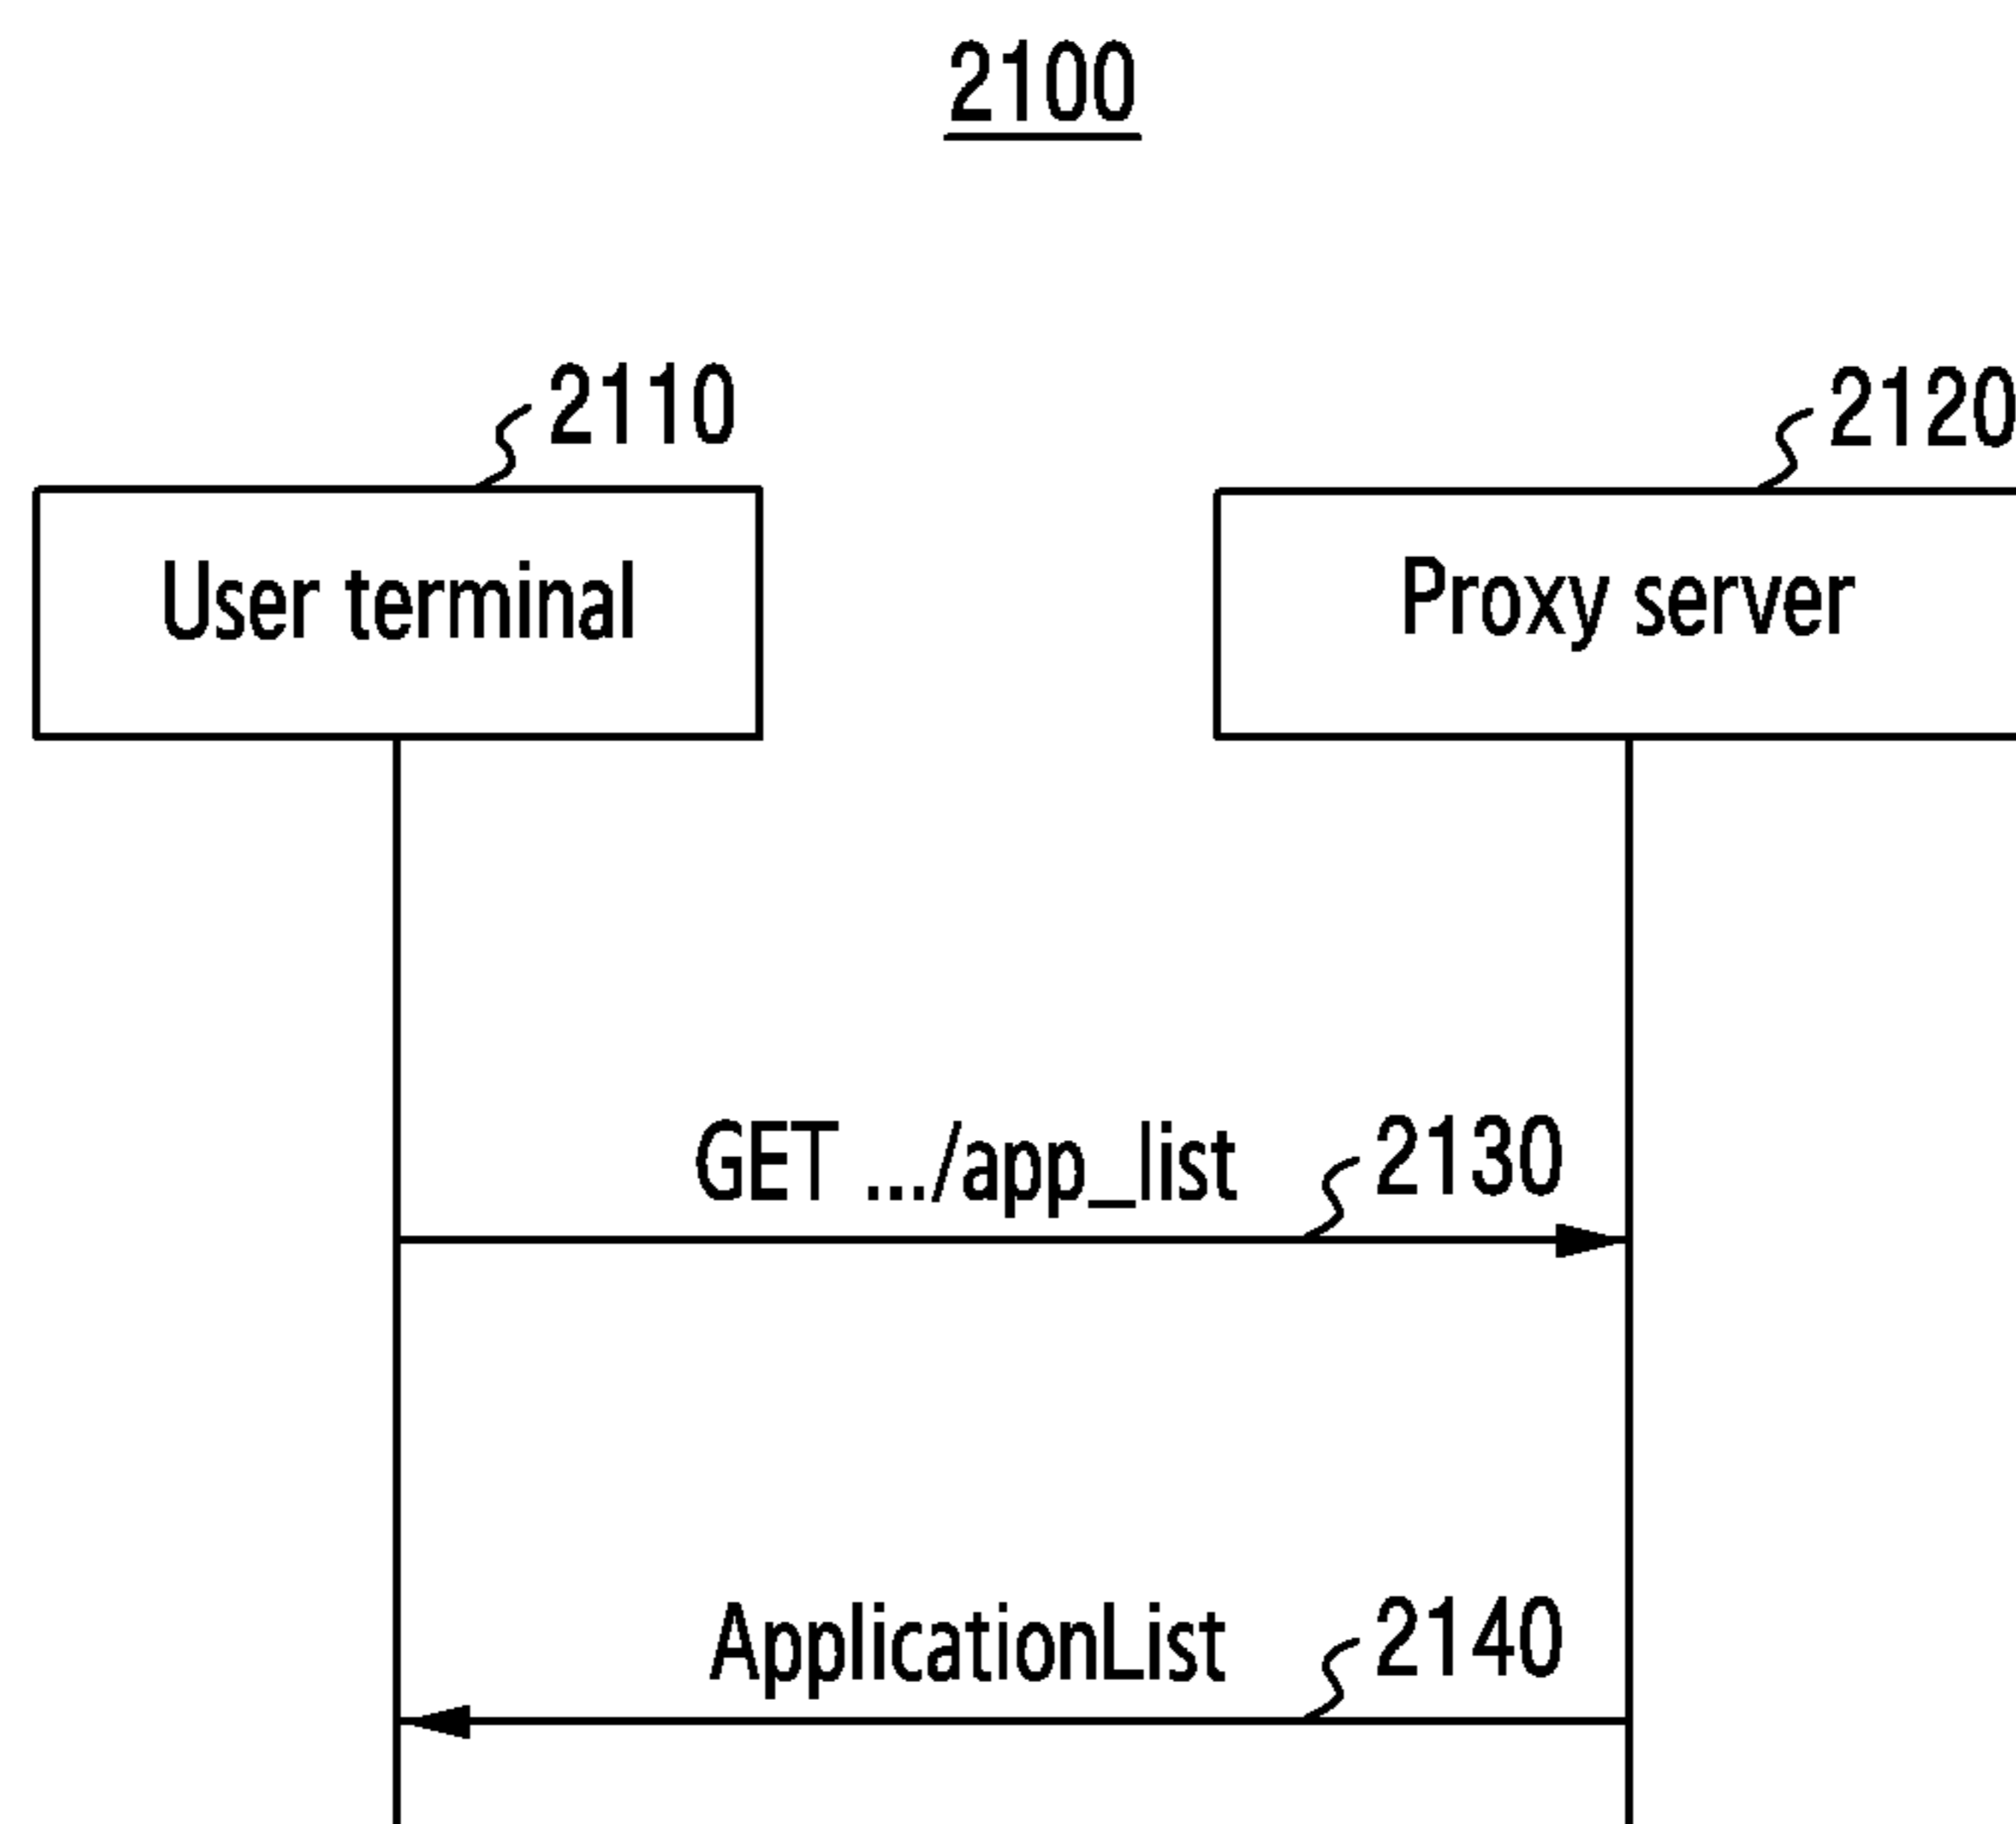 2100
2110
2120
User terminal
Proxy server
GET .../app_list
2130
ApplicationList
2140